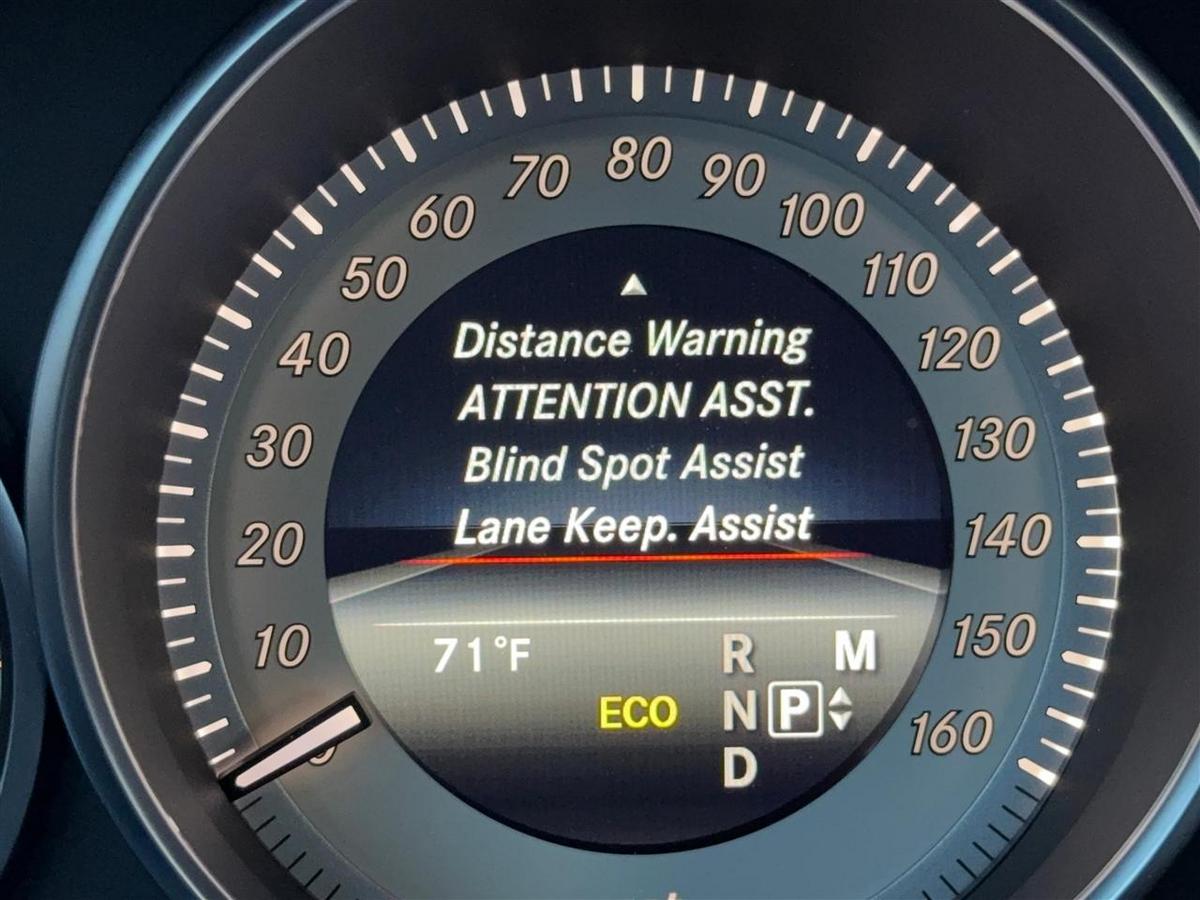 10
20
30
40
50
60
70
80
90
100
110
120
130
140
150
160
Distance Warning
ATTENTION ASST.
Blind Spot Assist
Lane Keep. Assist
71°F
R
M
ECO
N
P
D